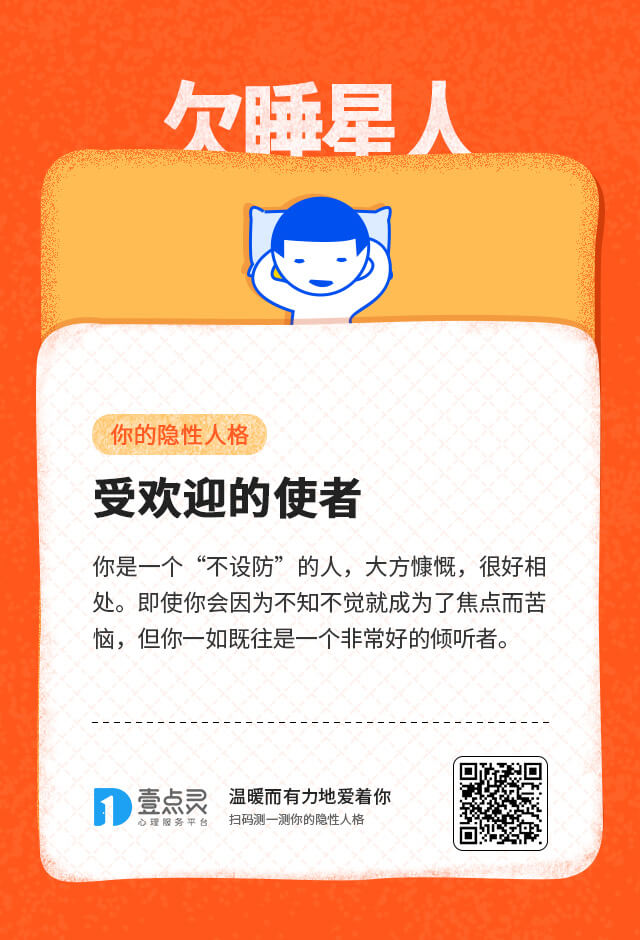 欠睡星人
你的隐性人格
受欢迎的使者
你是一个“不设防”的人，大方慷慨，很好相
处。即使你会因为不知不觉就成为了焦点而苦
恼，但你一如既往是一个非常好的倾听者。
壹点灵
心理服务平台
温暖而有力地爱着你
扫码测一测你的隐性人格